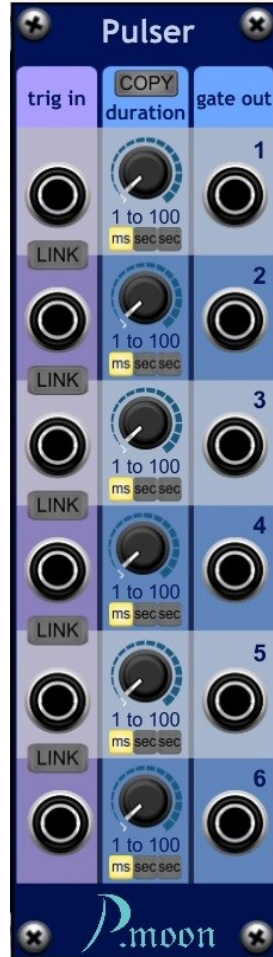 Pulser
trig in
COPY
duration
gate out
1
1 to 100
ms sec sec
LINK
2
1 to 100
ms sec sec
LINK
3
1 to 100
ms sec sec
LINK
4
1 to 100
ms sec sec
LINK
5
1 to 100
ms sec sec
LINK
6
1 to 100
ms sec sec
P.moon